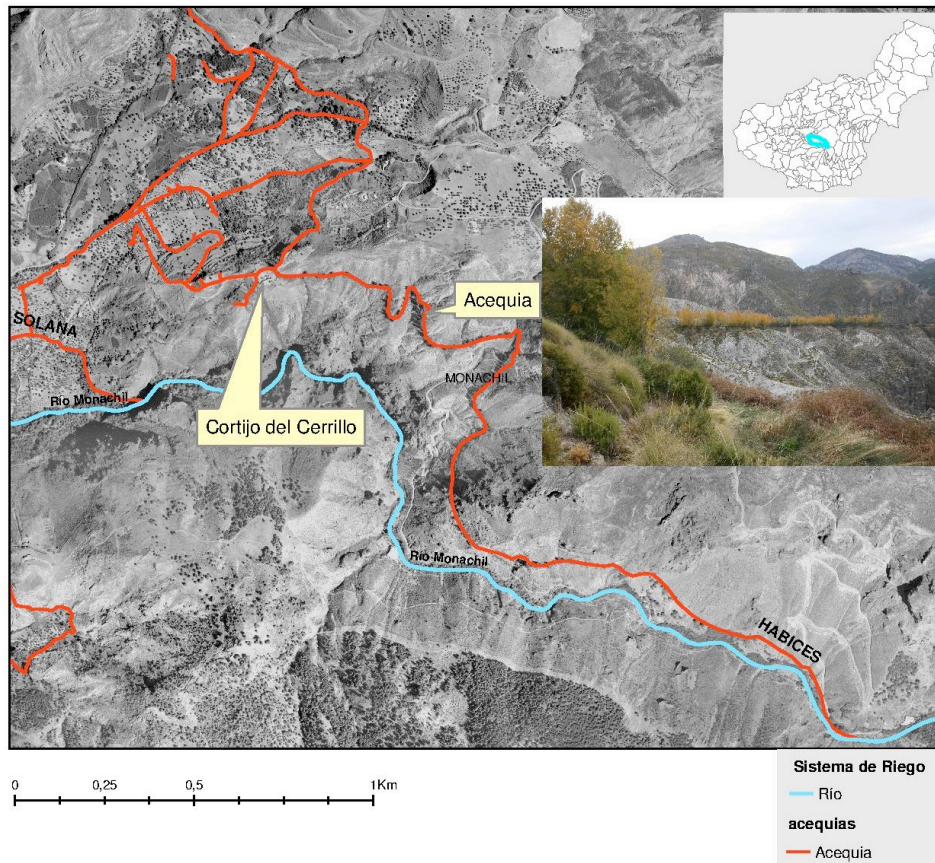 Acequia
SOLANA
MONACHIL
Río Monachil
Cortijo del Cerrillo
Río Monachil
HABICES
0 0,25 0,5 1Km
Sistema de Riego
Río
acequias
Acequia